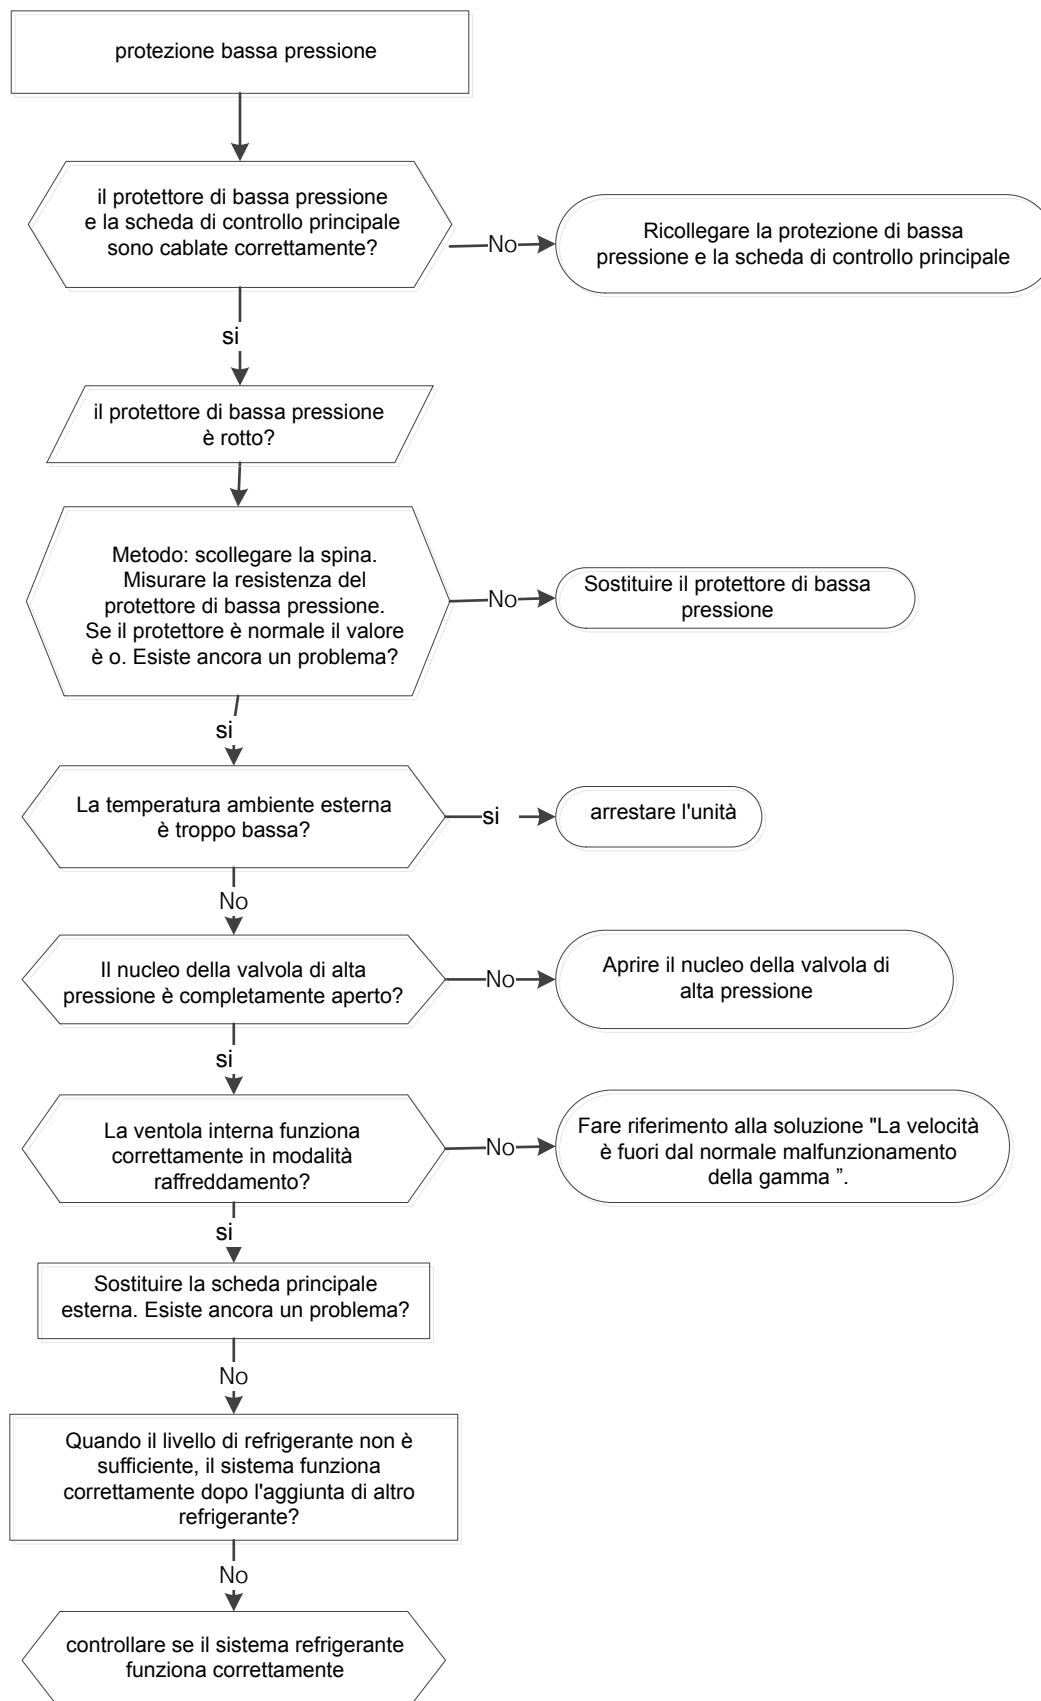 protezione bassa pressione
il protettore di bassa pressione
e la scheda di controllo principale
sono cablate correttamente?
No
Ricollegare la protezione di bassa
pressione e la scheda di controllo principale
si
il protettore di bassa pressione
è rotto?
Metodo: scollegare la spina.
Misurare la resistenza del
protettore di bassa pressione.
Se il protettore è normale il valore
è o. Esiste ancora un problema?
No
Sostituire il protettore di bassa
pressione
si
La temperatura ambiente esterna
è troppo bassa?
si
arrestare l'unità
No
Il nucleo della valvola di alta
pressione è completamente aperto?
No
Aprire il nucleo della valvola di
alta pressione
si
La ventola interna funziona
correttamente in modalità
raffreddamento?
No
Fare riferimento alla soluzione "La velocità
è fuori dal normale malfunzionamento
della gamma ”.
si
Sostituire la scheda principale
esterna. Esiste ancora un problema?
No
Quando il livello di refrigerante non è
sufficiente, il sistema funziona
correttamente dopo l'aggiunta di altro
refrigerante?
No
controllare se il sistema refrigerante
funziona correttamente